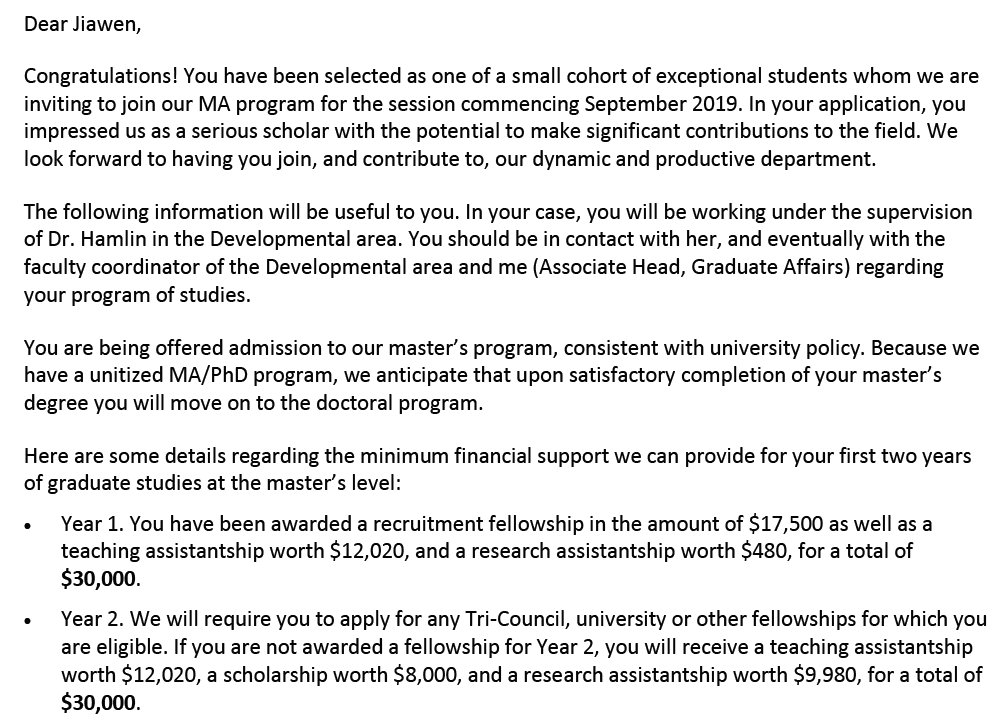 Dear Jiawen,
Congratulations! You have been selected as one of a small cohort of exceptional students whom we are
inviting to join our MA program for the session commencing September 2019. In your application, you
impressed us as a serious scholar with the potential to make significant contributions to the field. We
look forward to having you join, and contribute to, our dynamic and productive department.
The following information will be useful to you. In your case, you will be working under the supervision
of Dr. Hamlin in the Developmental area. You should be in contact with her, and eventually with the
faculty coordinator of the Developmental area and me (Associate Head, Graduate Affairs) regarding
your program of studies.
You are being offered admission to our master's program, consistent with university policy. Because we
have a unitized MA/PhD program, we anticipate that upon satisfactory completion of your master's
degree you will move on to the doctoral program.
Here are some details regarding the minimum financial support we can provide for your first two years
of graduate studies at the master's level:
• Year 1. You have been awarded a recruitment fellowship in the amount of $17,500 as well as a
teaching assistantship worth $12,020, and a research assistantship worth $480, for a total of
$30,000.
• Year 2. We will require you to apply for any Tri-Council, university or other fellowships for which you
are eligible. If you are not awarded a fellowship for Year 2, you will receive a teaching assistantship
worth $12,020, a scholarship worth $8,000, and a research assistantship worth $9,980, for a total of
$30,000.